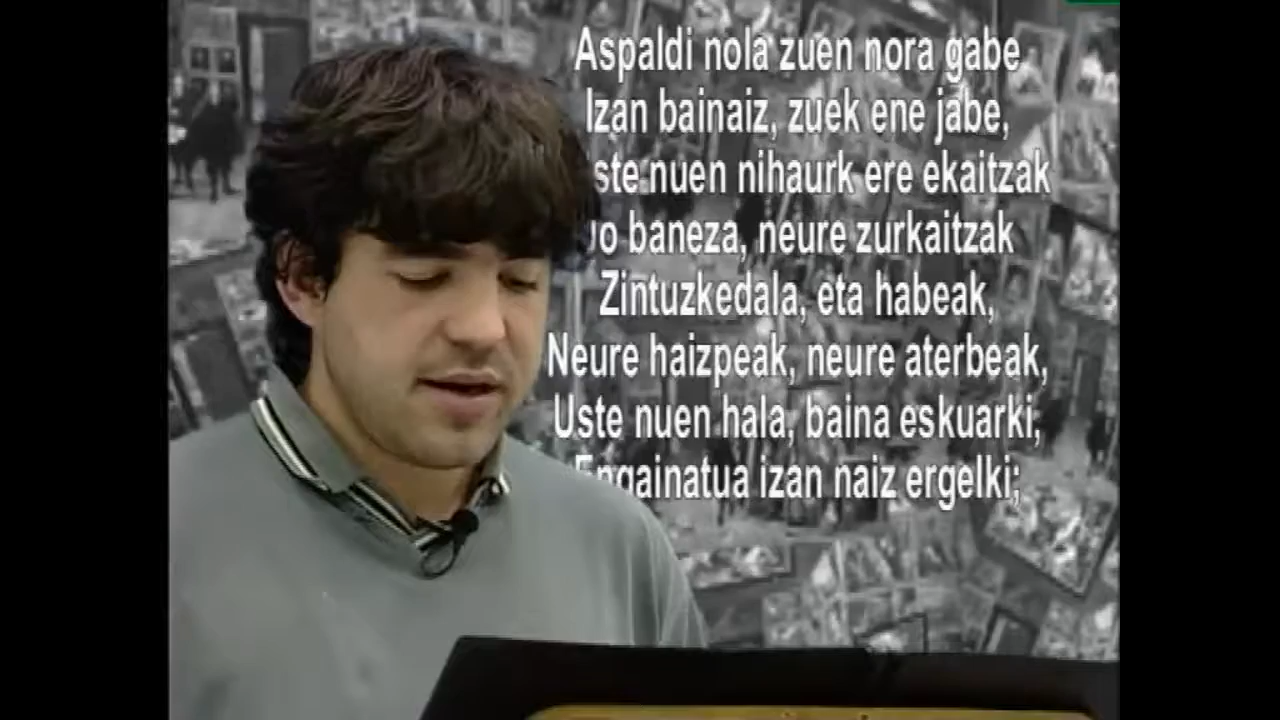 Aspaldi nola zuen nora gabe
Izan bainaiz, zuek ene jabe,
nuen nihaurk ere ekaitzak
baneza, neure zurkaitzak
Zintuzkedala, eta habeak,
Neure haizpeak, neure aterbeak,
Uste nuen hala, baina eskuarki,
Engainatua izan naiz ergelki;